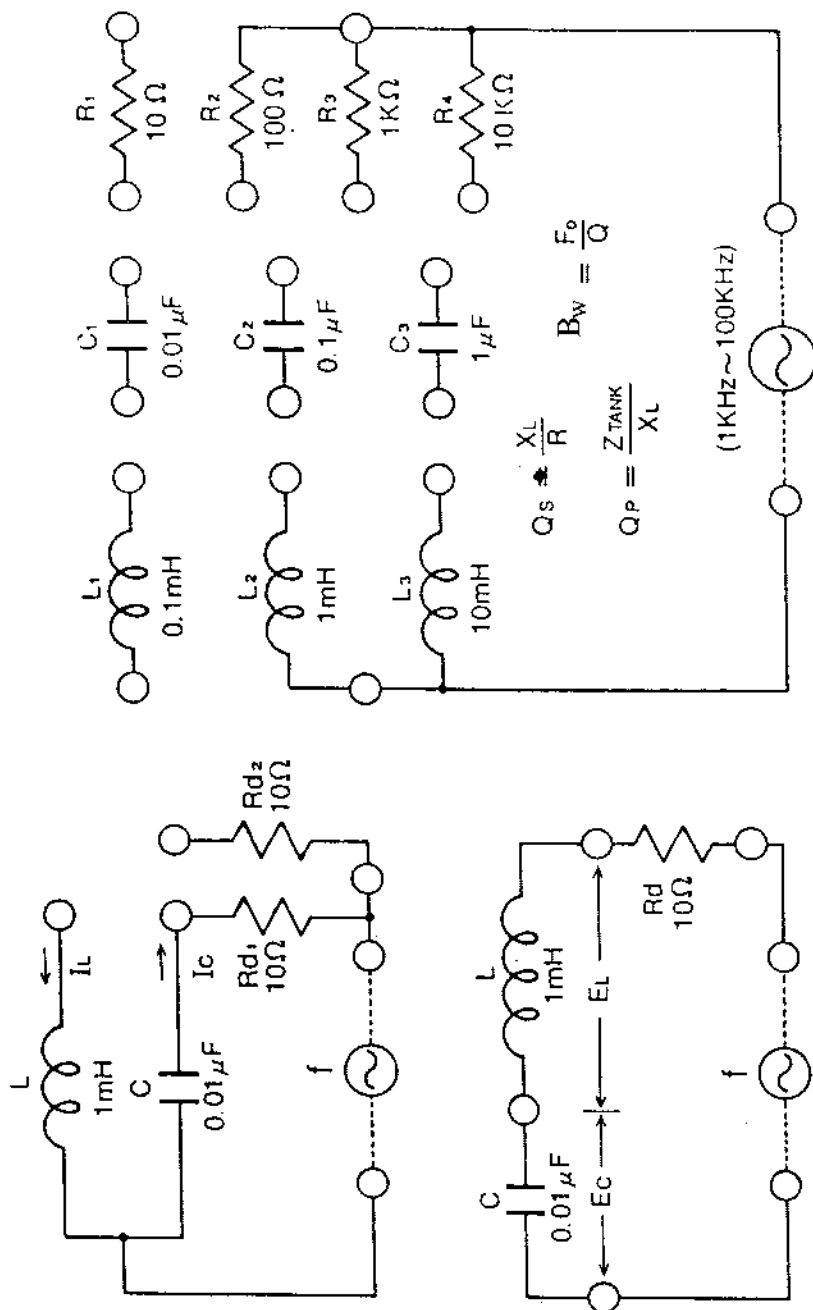 L
1mH
IL
C
0.01μF
IC
Rd₁
10Ω
Rd₂
10Ω
f
C
0.01μF
L
1mH
EC
EL
Rd
10Ω
f
L₁
0.1mH
C₁
0.01μF
R₁
10Ω
L₂
1mH
C₂
0.1μF
R₂
100Ω
L₃
10mH
C₃
1μF
R₃
1KΩ
R₄
10KΩ
QS = XL/R
QP = ZTANK/XL
BW = Fo/Q
(1KHz~100KHz)